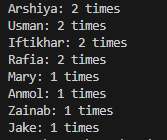 Arshiya: 2 times
Usman: 2 times
Iftikhar: 2 times
Rafia: 2 times
Mary: 1 times
Anmol: 1 times
Zainab: 1 times
Jake: 1 times